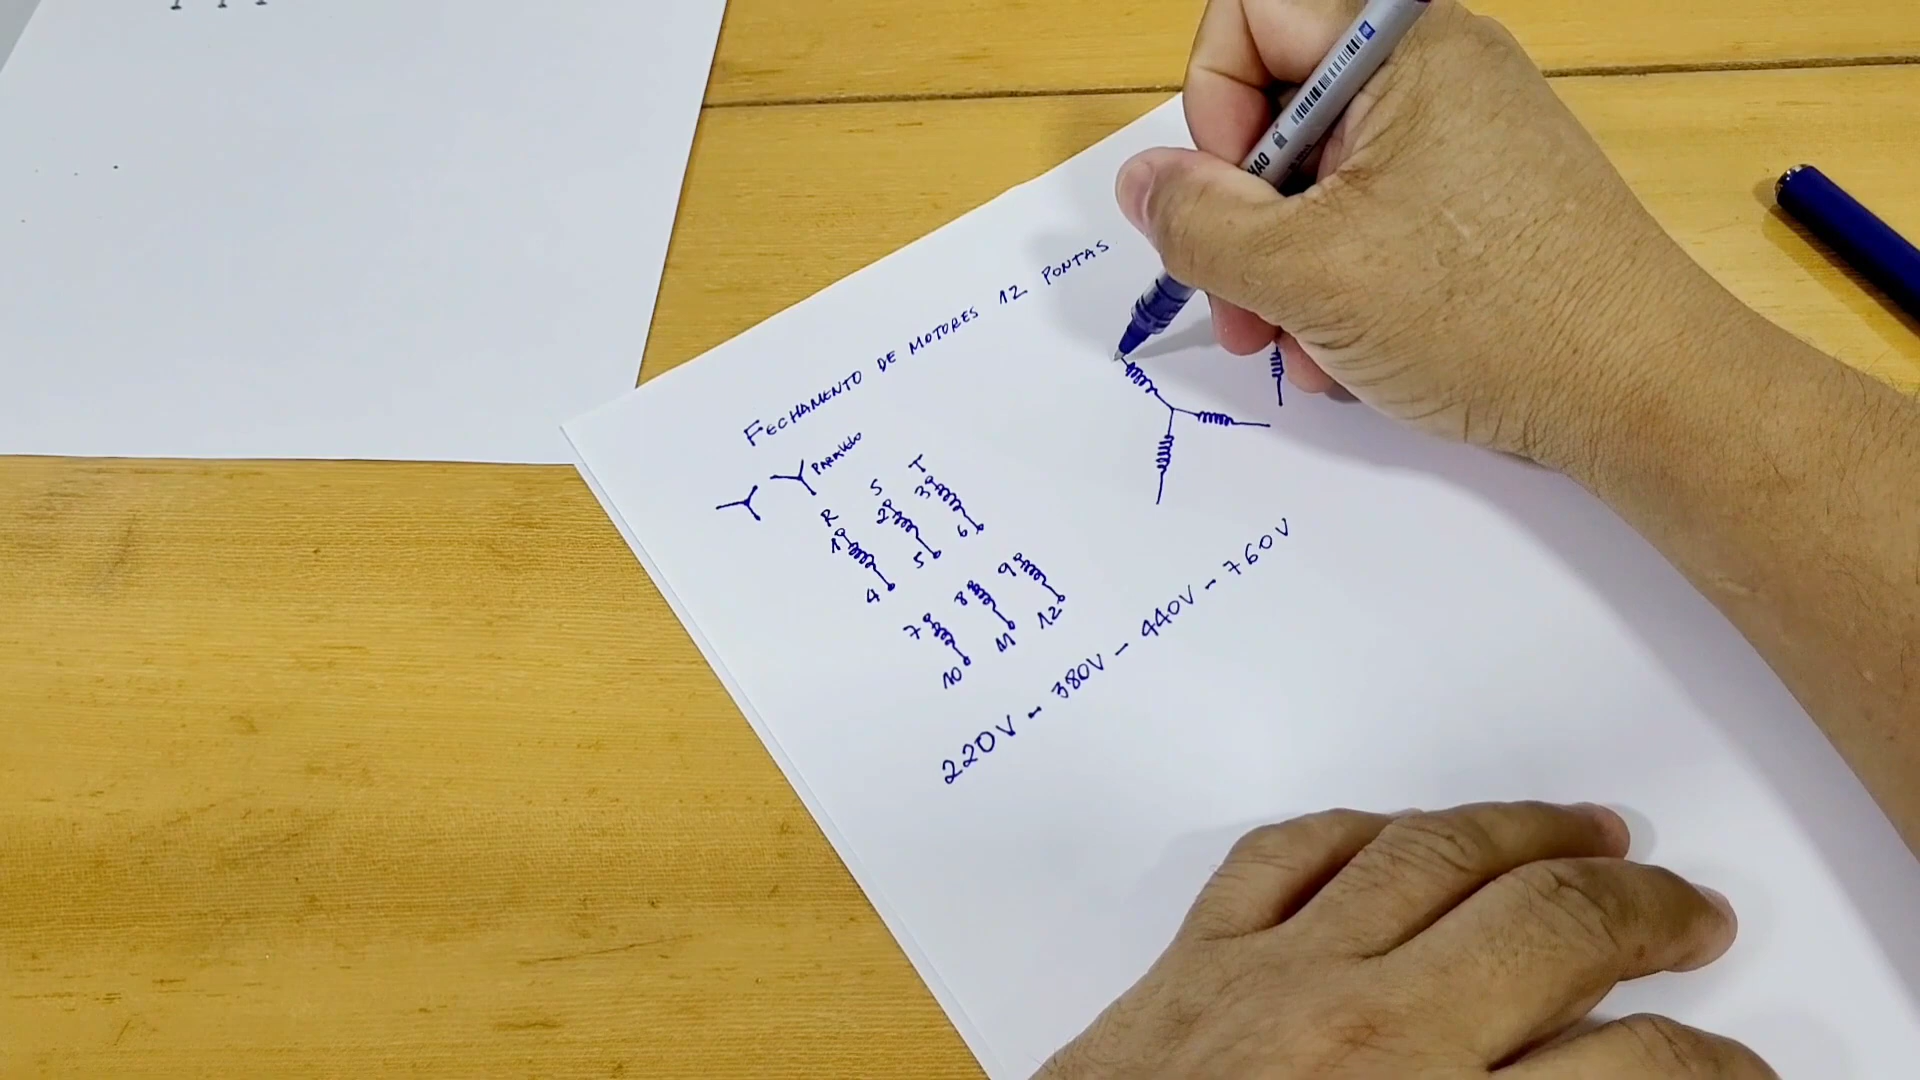 FECHAMENTO DE MOTORES 12 PONTAS
PARALELO
R S T
1 2 3
4 5 6
7 8 9
10 11 12
220V - 380V - 440V - 760V
HAO